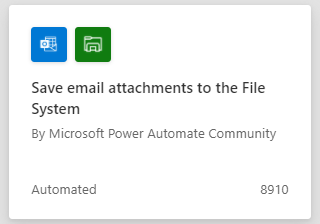 Save email attachments to the File
System
By Microsoft Power Automate Community
Automated
8910